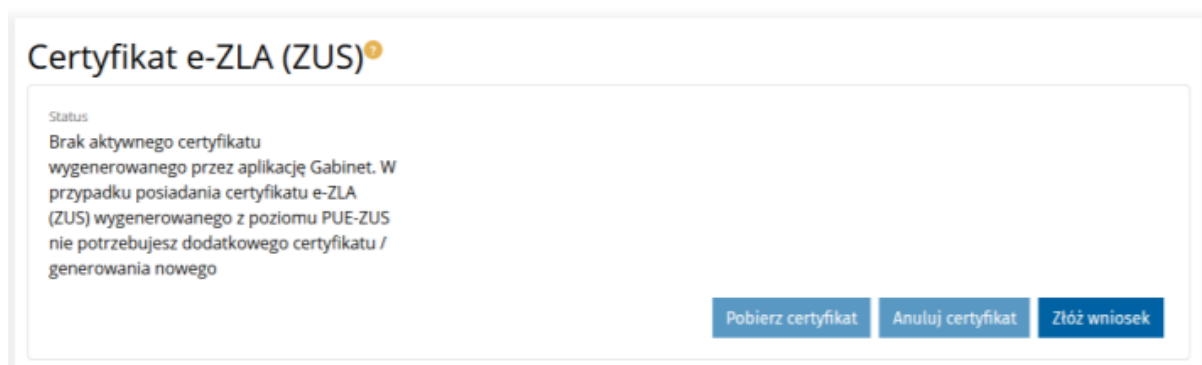 Certyfikat e-ZLA (ZUS)?
Status
Brak aktywnego certyfikatu
wygenerowanego przez aplikację Gabinet. W
przypadku posiadania certyfikatu e-ZLA
(ZUS) wygenerowanego z poziomu PUE-ZUS
nie potrzebujesz dodatkowego certyfikatu /
generowania nowego
Pobierz certyfikat Anuluj certyfikat Złóż wniosek